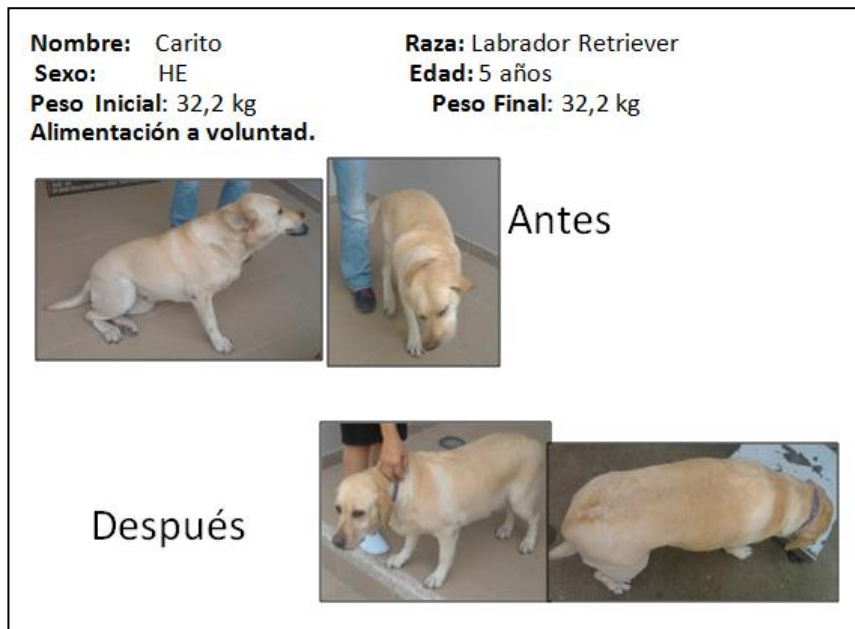 Nombre: Carito Raza: Labrador Retriever
Sexo: HE Edad: 5 años
Peso Inicial: 32,2 kg Peso Final: 32,2 kg
Alimentación a voluntad.
Antes
Después